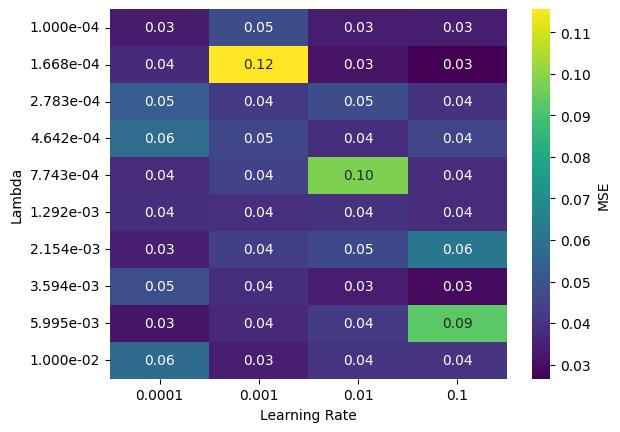 1.000e-04 0.03 0.05 0.03 0.03
1.668e-04 0.04 0.12 0.03 0.03
2.783e-04 0.05 0.04 0.05 0.04
4.642e-04 0.06 0.05 0.04 0.04
7.743e-04 0.04 0.04 0.10 0.04
1.292e-03 0.04 0.04 0.04 0.04
2.154e-03 0.03 0.04 0.05 0.06
3.594e-03 0.05 0.04 0.03 0.03
5.995e-03 0.03 0.04 0.04 0.09
1.000e-02 0.06 0.03 0.04 0.04
0.0001 0.001 0.01 0.1
Learning Rate
Lambda
0.11
0.10
0.09
0.08
0.07
0.06
0.05
0.04
0.03
MSE